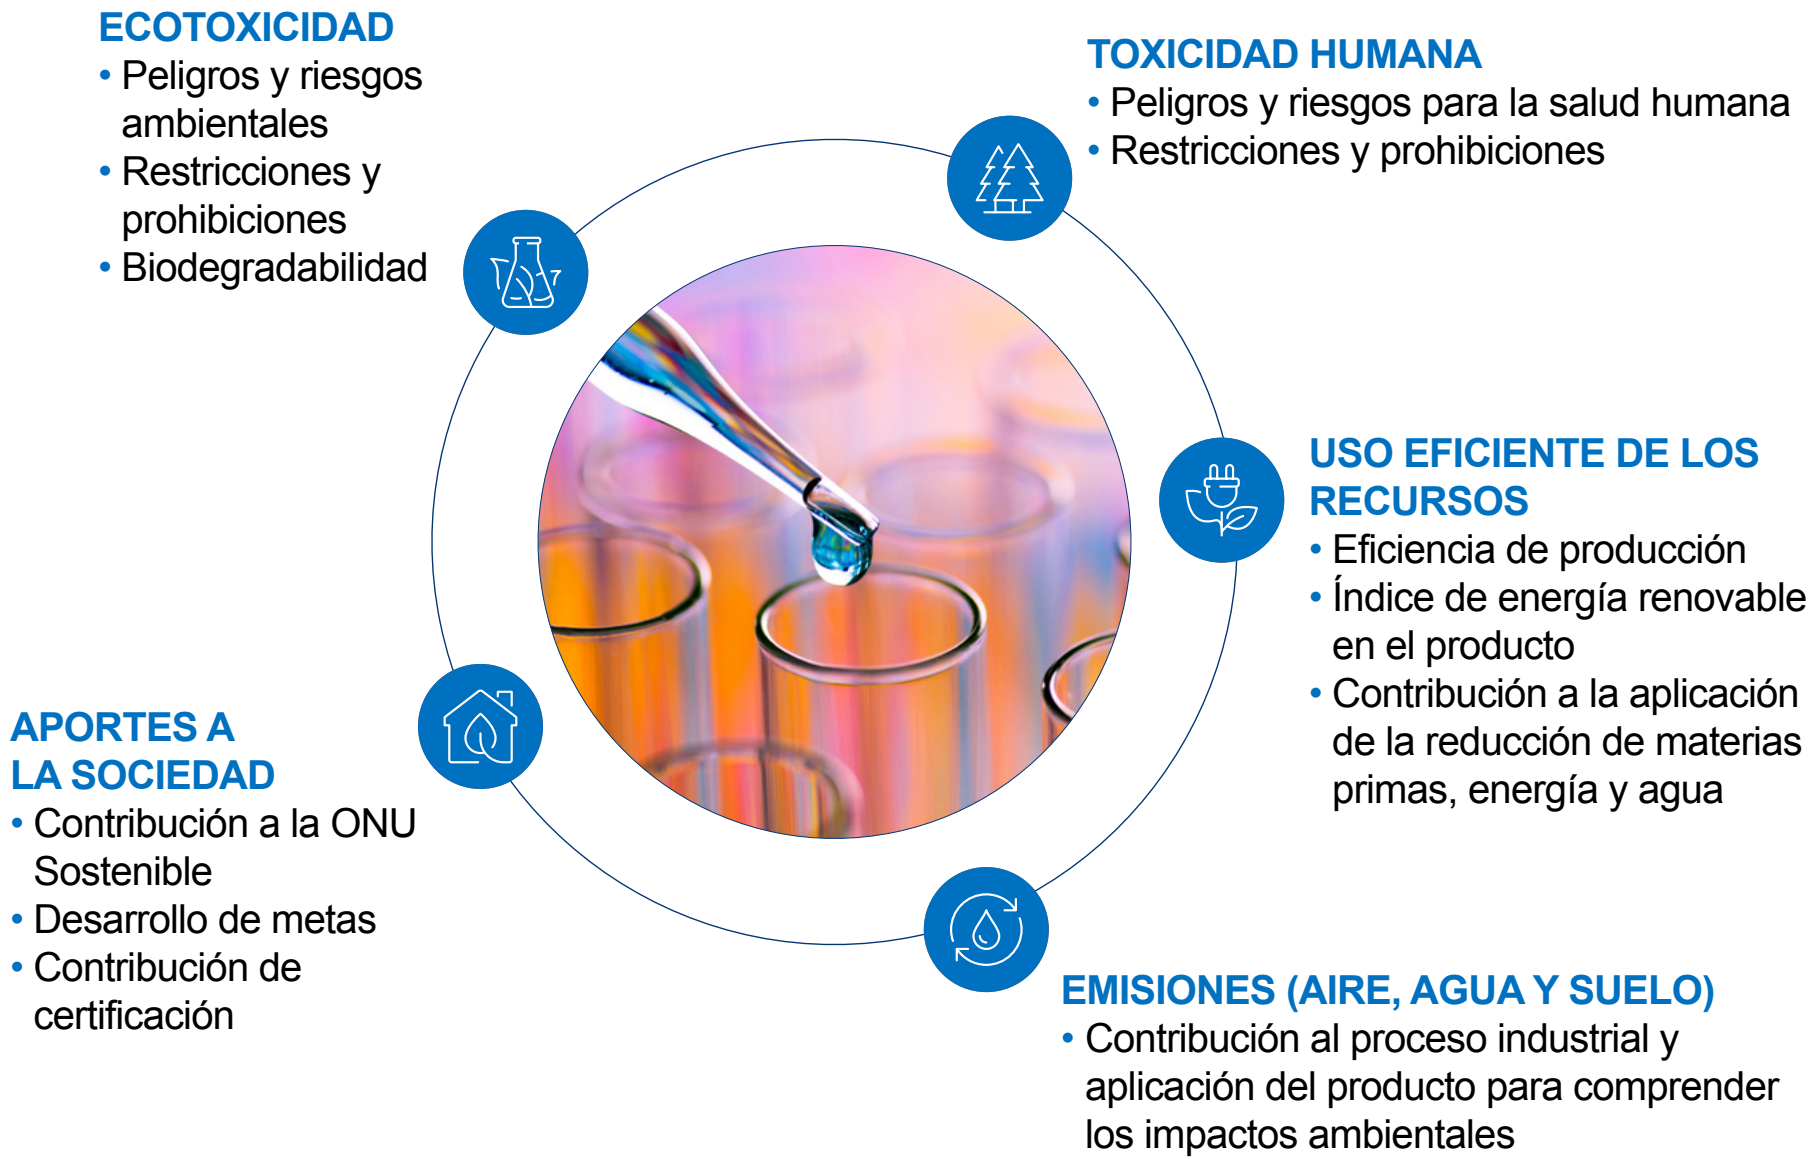 ECOTOXICIDAD
• Peligros y riesgos
ambientales
• Restricciones y
prohibiciones
• Biodegradabilidad
TOXICIDAD HUMANA
• Peligros y riesgos para la salud humana
• Restricciones y prohibiciones
USO EFICIENTE DE LOS
RECURSOS
• Eficiencia de producción
• Índice de energía renovable
en el producto
• Contribución a la aplicación
de la reducción de materias
primas, energía y agua
APORTES A
LA SOCIEDAD
• Contribución a la ONU
Sostenible
• Desarrollo de metas
• Contribución de
certificación
EMISIONES (AIRE, AGUA Y SUELO)
• Contribución al proceso industrial y
aplicación del producto para comprender
los impactos ambientales